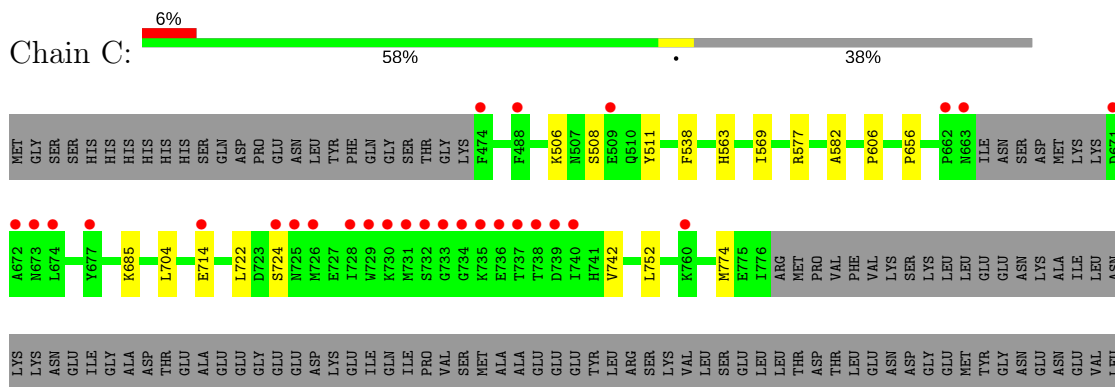 6%
Chain C:
58% • 38%
MET GLY SER SER HIS HIS HIS HIS HIS HIS SER GLN ASP PRO GLU ASN LEU TYR PHE GLN GLY SER THR GLY LYS F474 F488 K506 N507 S508 E509 Q510 Y511 F538 H563 I569 R577 A582 P606 P656 P662 N663 ILE ASN SER ASP MET LYS LYS
A672 N673 L674 Y677 K685 L704 E714 L722 D723 S724 N725 M726 E727 I728 W729 K730 M731 S732 G733 G734 K735 E736 T737 T738 D739 I740 H741 V742 L752 K760 M774 E775 I776 ARG MET PRO VAL PHE VAL LYS SER LYS LYS GLU LEU LEU GLU GLU ASN LYS ALA ILE LEU ASN
LYS LYS ASN GLU ILE GLY ALA ASP THR GLU ALA GLU GLU GLY GLU GLU ASP LYS GLU ILE GLN ILE PRO VAL SER MET ALA ALA GLU GLU GLU TYR LEU ARG SER LYS VAL LEU SER GLU LEU LEU THR ASP THR LEU GLU ASN ASP GLY GLU MET TYR GLY ASN GLU ASN GLU VAL LEU